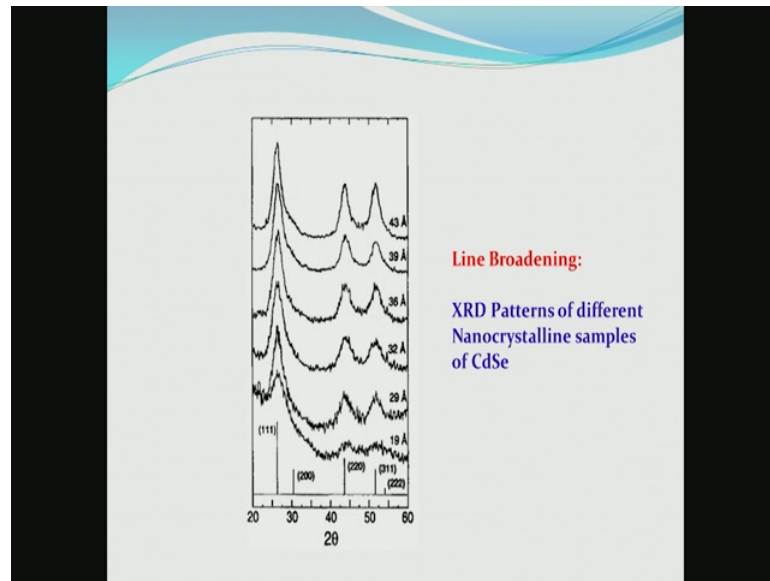 43 Å
39 Å
Line Broadening:
36 Å
XRD Patterns of different
Nanocrystalline samples
of CdSe
32 Å
29 Å
19 Å
(111)
(200)
(220)
(311)
(222)
20 30 40 50 60
2θ